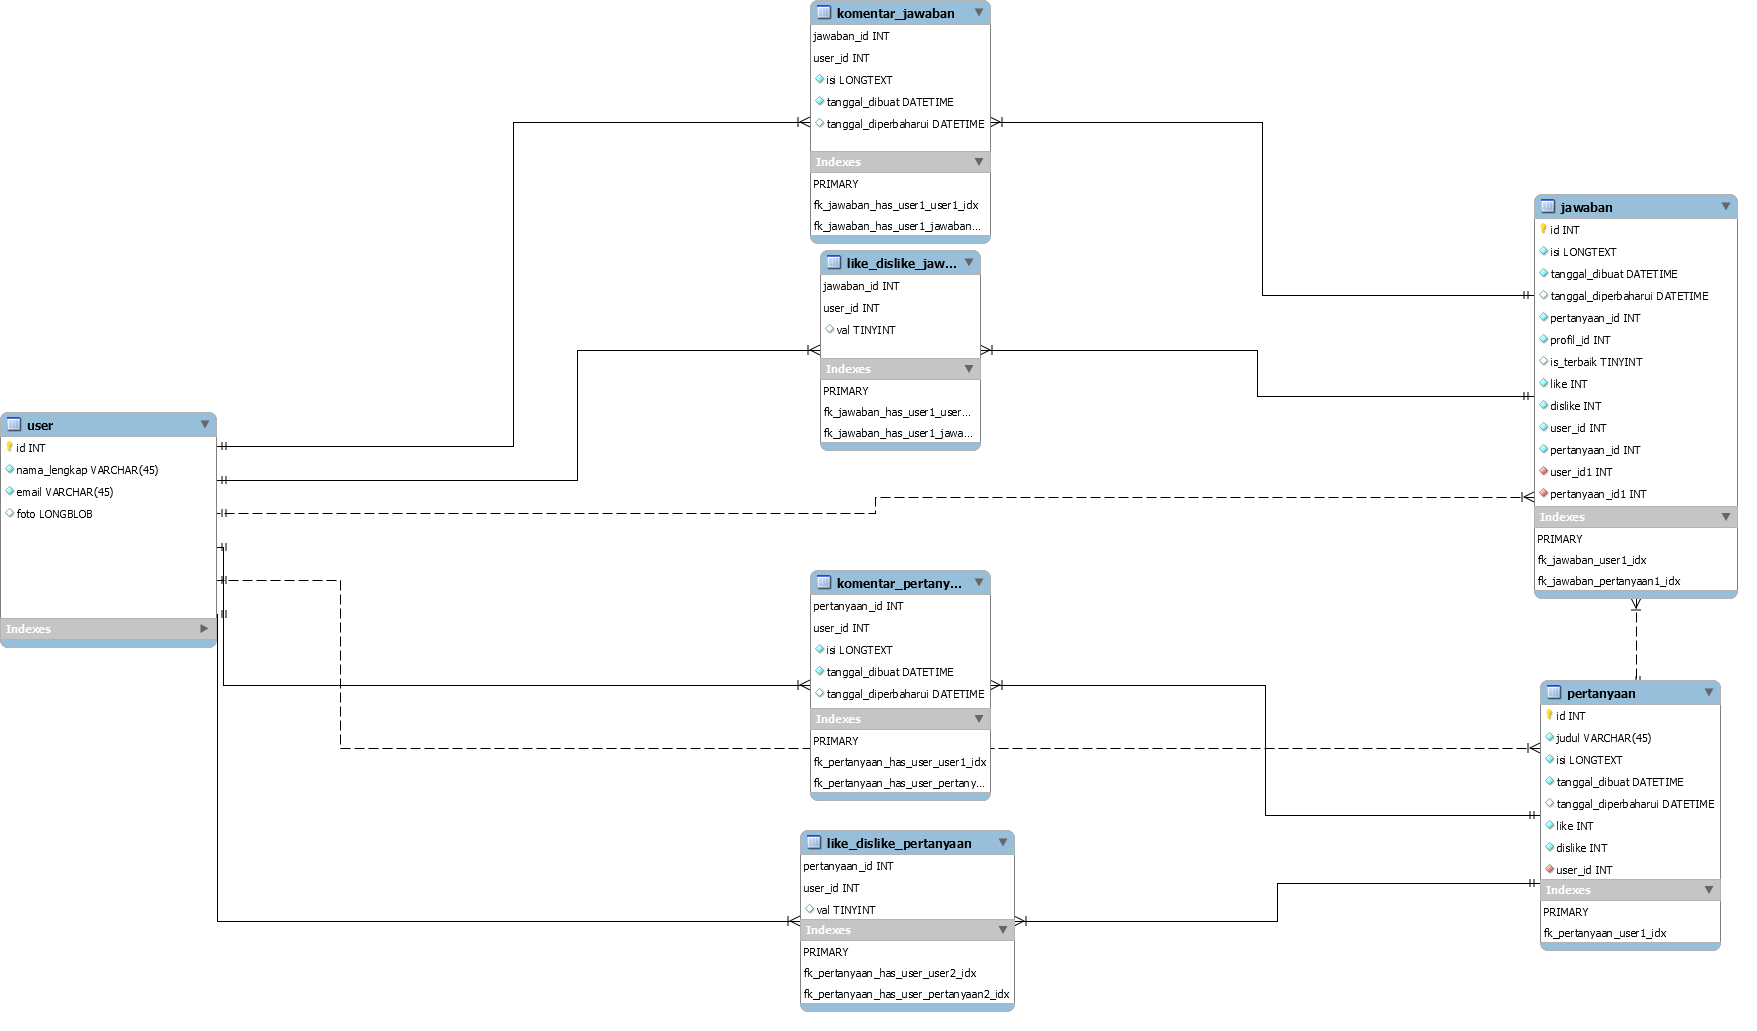 komentar_jawaban
jawaban_id INT
user_id INT
isi LONGTEXT
tanggal_dibuat DATETIME
tanggal_diperbaharui DATETIME
Indexes
PRIMARY
fk_jawaban_has_user1_user1_idx
fk_jawaban_has_user1_jawaban...
like_dislike_jaw...
jawaban_id INT
user_id INT
val TINYINT
Indexes
PRIMARY
fk_jawaban_has_user1_user...
fk_jawaban_has_user1_jawa...
jawaban
id INT
isi LONGTEXT
tanggal_dibuat DATETIME
tanggal_diperbaharui DATETIME
pertanyaan_id INT
profil_id INT
is_terbaik TINYINT
like INT
dislike INT
user_id INT
pertanyaan_id INT
user_id1 INT
pertanyaan_id1 INT
Indexes
PRIMARY
fk_jawaban_user1_idx
fk_jawaban_pertanyaan1_idx
user
id INT
nama_lengkap VARCHAR(45)
email VARCHAR(45)
foto LONGBLOB
Indexes
komentar_pertany...
pertanyaan_id INT
user_id INT
isi LONGTEXT
tanggal_dibuat DATETIME
tanggal_diperbaharui DATETIME
Indexes
PRIMARY
fk_pertanyaan_has_user_user1_idx
fk_pertanyaan_has_user_pertany...
pertanyaan
id INT
judul VARCHAR(45)
isi LONGTEXT
tanggal_dibuat DATETIME
tanggal_diperbaharui DATETIME
like INT
dislike INT
user_id INT
Indexes
PRIMARY
fk_pertanyaan_user1_idx
like_dislike_pertanyaan
pertanyaan_id INT
user_id INT
val TINYINT
Indexes
PRIMARY
fk_pertanyaan_has_user_user2_idx
fk_pertanyaan_has_user_pertanyaan2_idx